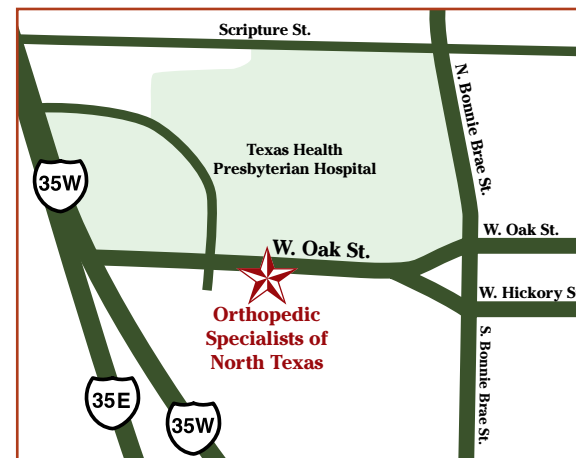 Scripture St.
N. Bonnie Brae St.
Texas Health
Presbyterian Hospital
35W
W. Oak St.
W. Oak St.
W. Hickory S
Orthopedic
Specialists of
North Texas
S. Bonnie Brae St.
35E
35W